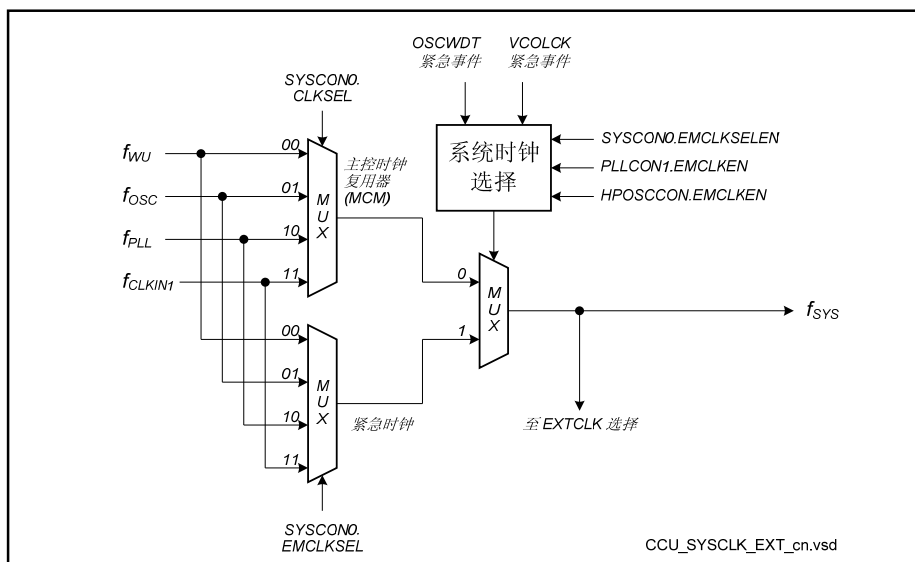 OSCWDT
紧急事件
VCOLCK
紧急事件
SYSCON0.
CLKSEL
fWU
fOSC
fPLL
fCLKIN1
00
01
10
11
MUX
主控时钟
复用器
(MCM)
系统时钟
选择
SYSCON0.EMCLKSELEN
PLLCON1.EMCLKEN
HPOSCCON.EMCLKEN
0
1
MUX
fSYS
00
01
10
11
MUX
紧急时钟
至 EXTCLK 选择
SYSCON0.
EMCLKSEL
CCU_SYSCLK_EXT_cn.vsd